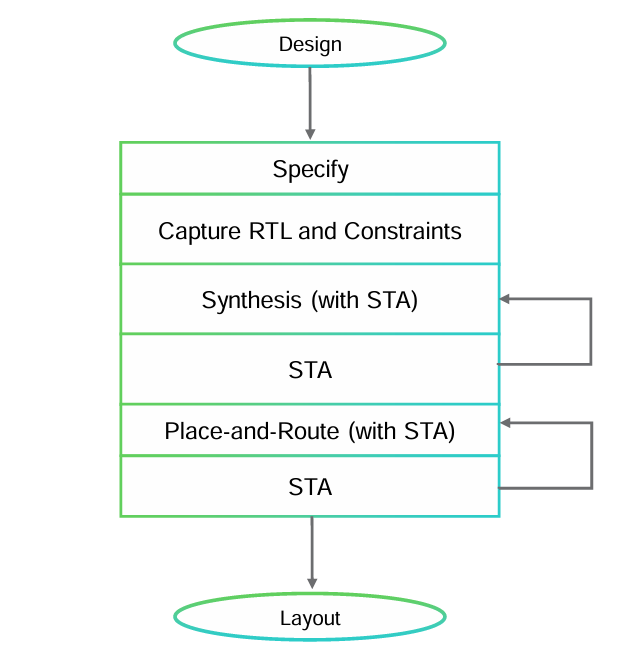 Design
Specify
Capture RTL and Constraints
Synthesis (with STA)
STA
Place-and-Route (with STA)
STA
Layout